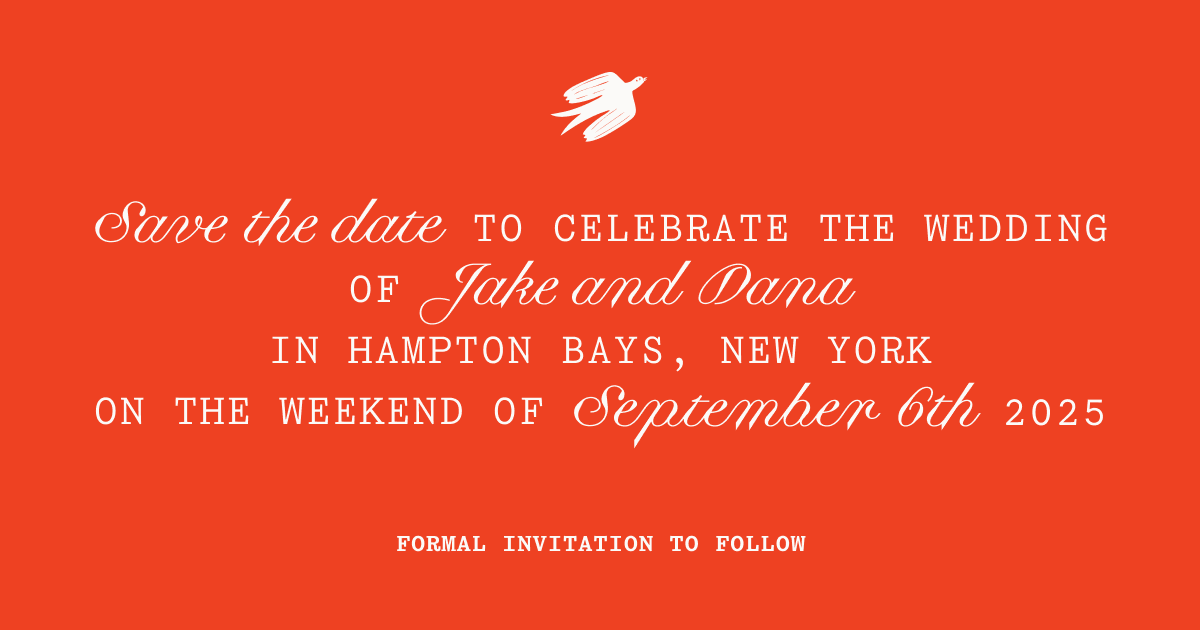 Save the date TO CELEBRATE THE WEDDING
OF Jake and Dana
IN HAMPTON BAYS, NEW YORK
ON THE WEEKEND OF September 6th 2025
FORMAL INVITATION TO FOLLOW